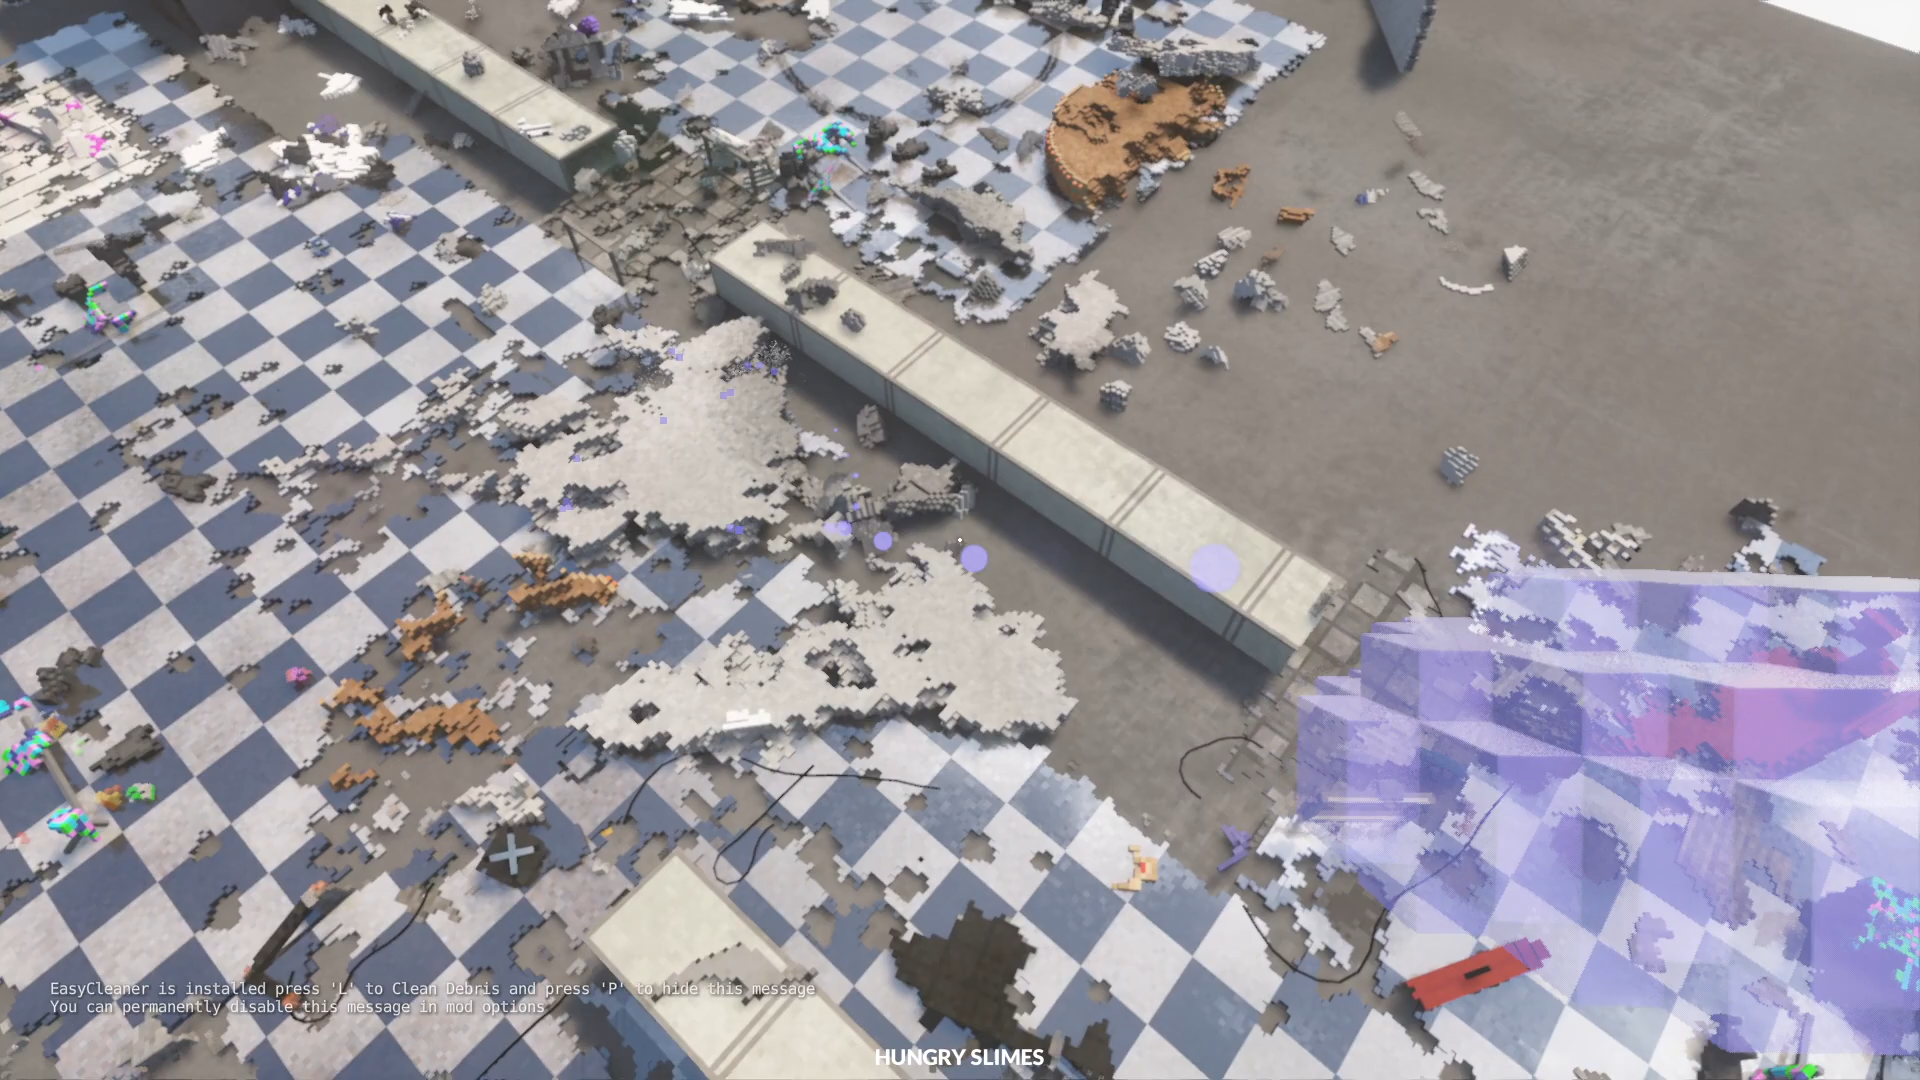 EasyCleaner is installed press 'L' to Clean Debris and press 'P' to hide this message
You can permanently disable this message in mod options
HUNGRY SLIMES